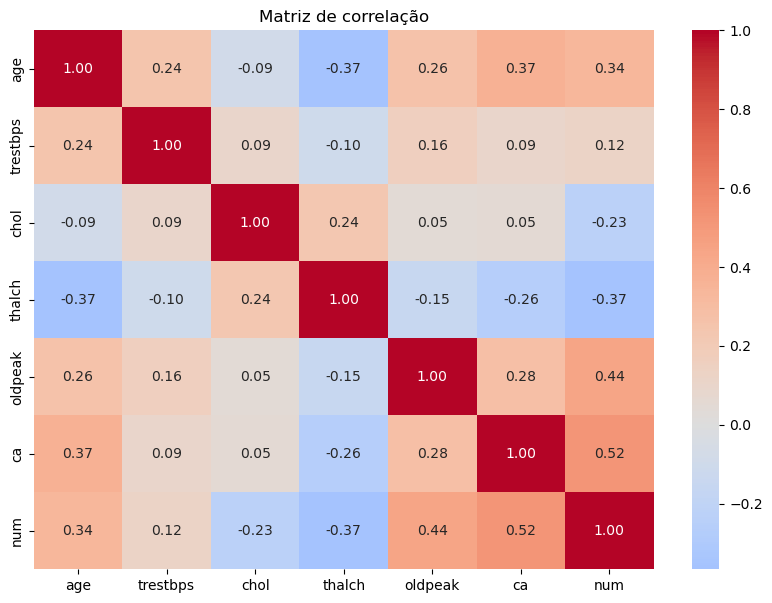 Matriz de correlação
age 1.00 0.24 -0.09 -0.37 0.26 0.37 0.34
trestbps 0.24 1.00 0.09 -0.10 0.16 0.09 0.12
chol -0.09 0.09 1.00 0.24 0.05 0.05 -0.23
thalch -0.37 -0.10 0.24 1.00 -0.15 -0.26 -0.37
oldpeak 0.26 0.16 0.05 -0.15 1.00 0.28 0.44
ca 0.37 0.09 0.05 -0.26 0.28 1.00 0.52
num 0.34 0.12 -0.23 -0.37 0.44 0.52 1.00
age trestbps chol thalch oldpeak ca num
1.0
0.8
0.6
0.4
0.2
0.0
−0.2